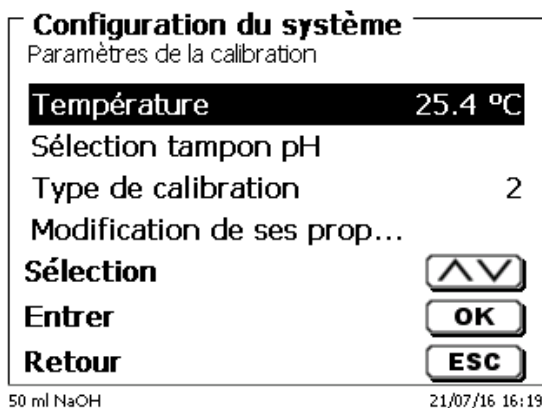 Configuration du système
Paramètres de la calibration
Température 25.4 ºC
Sélection tampon pH
Type de calibration 2
Modification de ses prop...
Sélection
Entrer OK
Retour ESC
50 ml NaOH 21/07/16 16:19